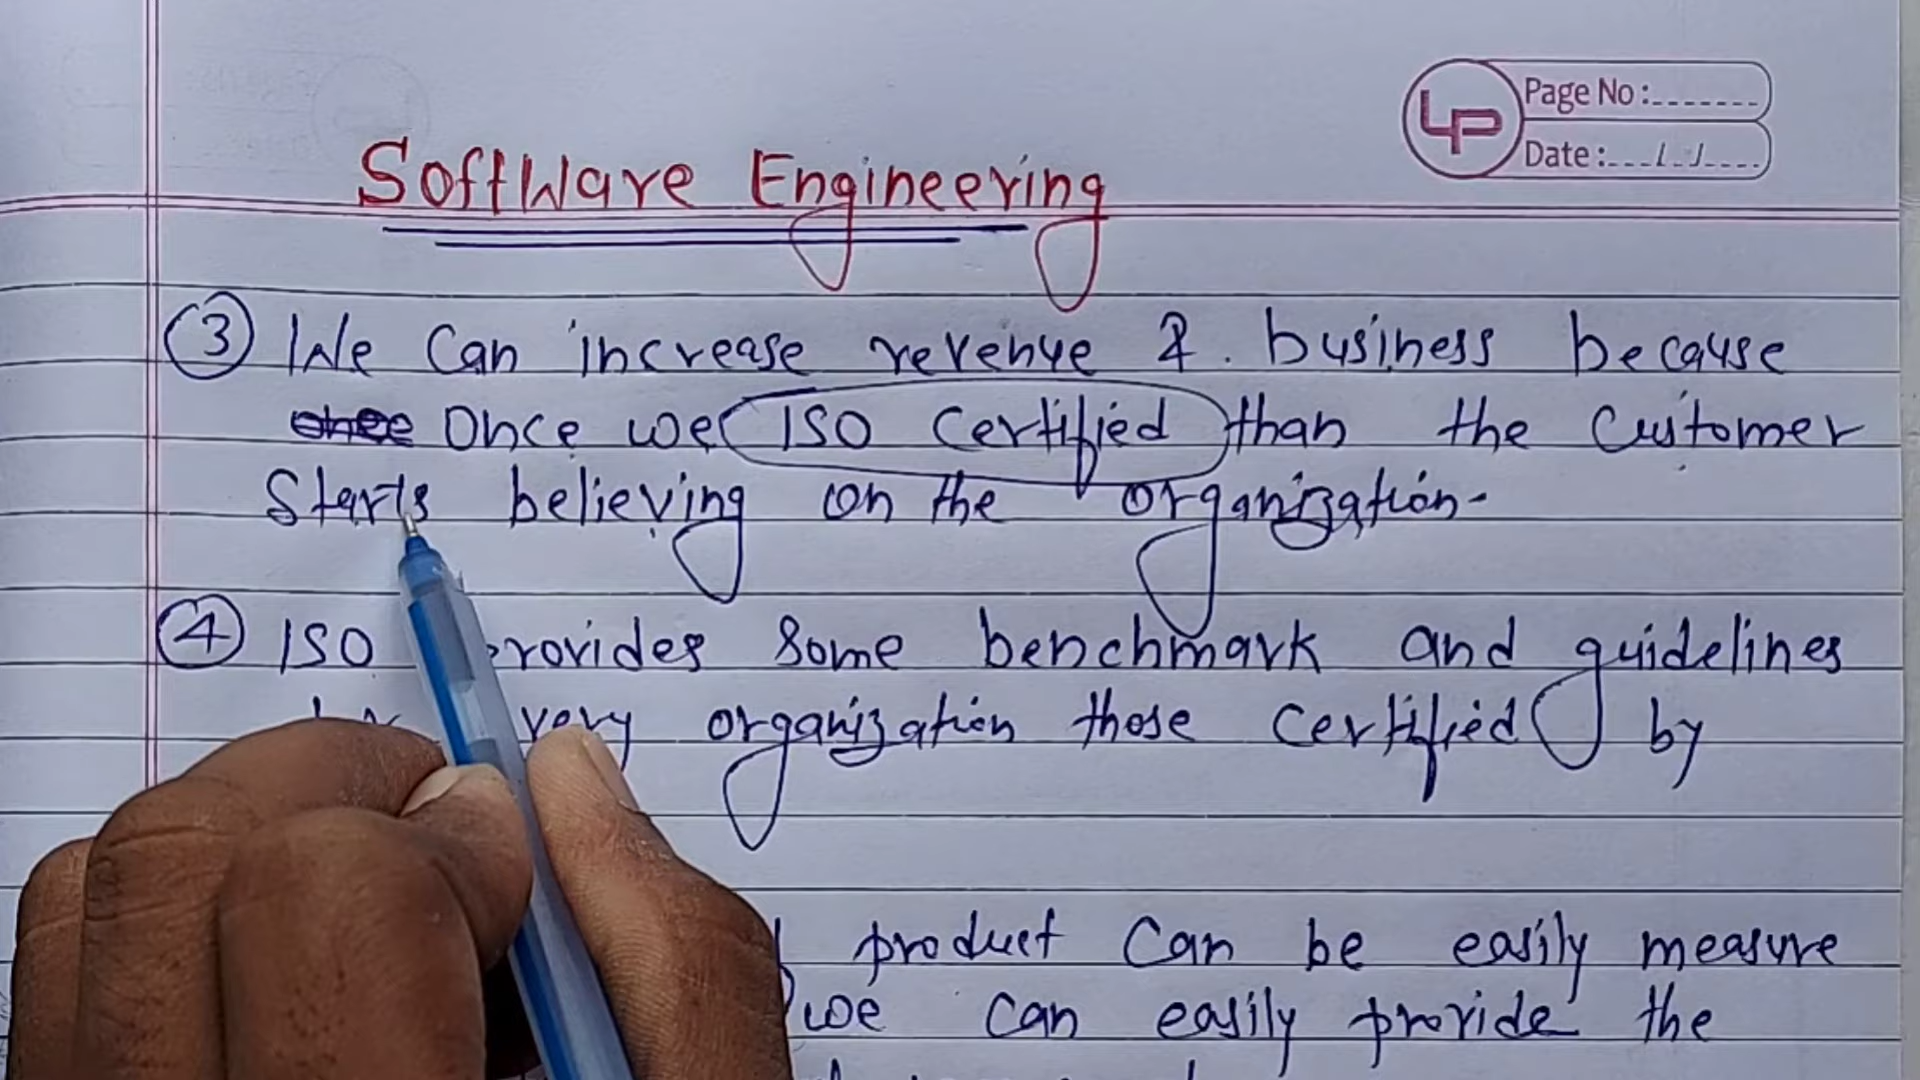 LP
Page No :
Date :
Software Engineering
③ We Can increase revenue & business because
Once we ISO Certified than the Customer
Starts believing on the organization-
④ ISO provides some benchmark and guidelines
organization those Certified by
product Can be easily measure
we can easily provide the